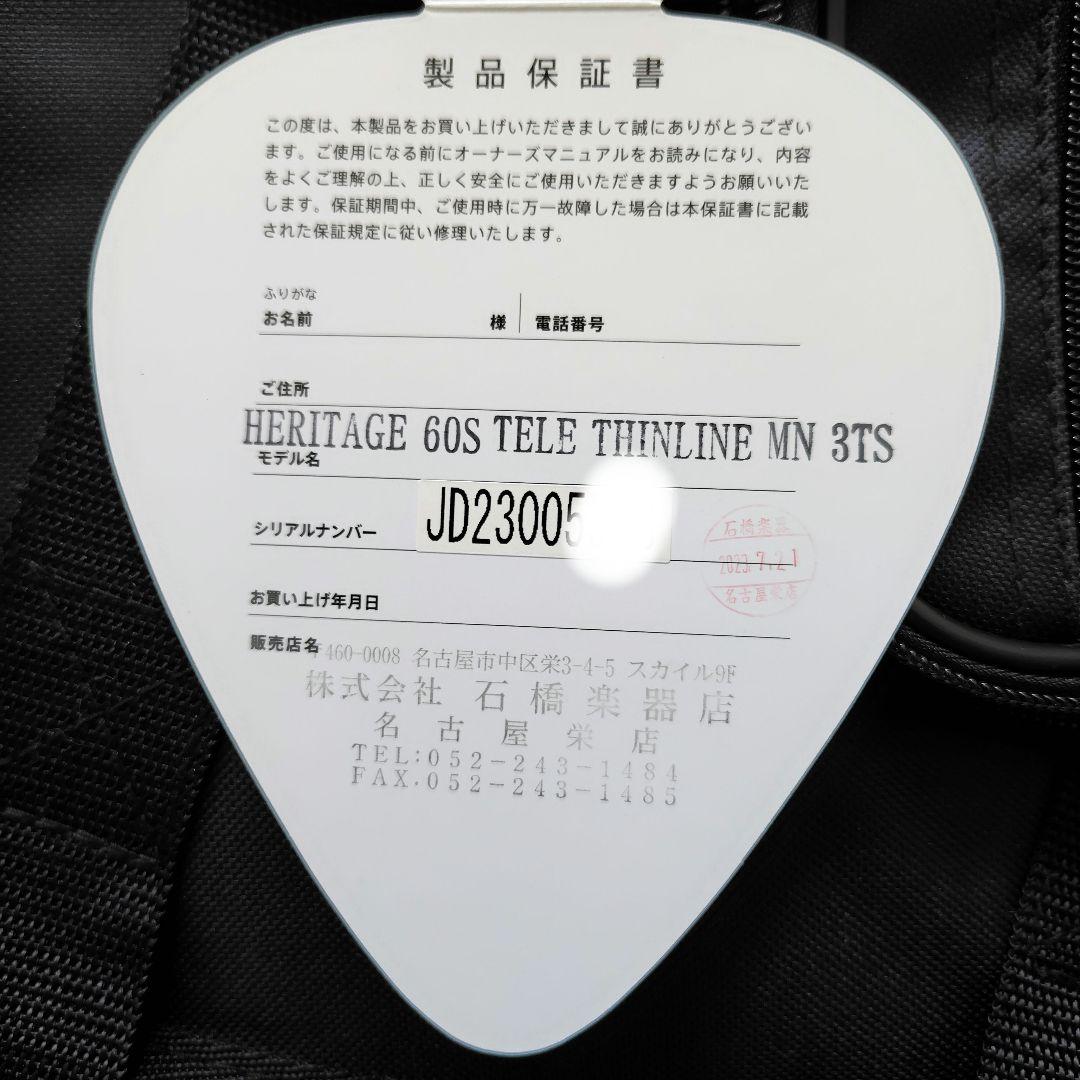 製品保証書
この度は、本製品をお買い上げいただきまして誠にありがとうござい
ます。ご使用になる前にオーナーズマニュアルをお読みになり、内容
をよくご理解の上、正しく安全にご使用いただきますようお願いいた
します。保証期間中、ご使用時に万一故障した場合は本保証書に記載
された保証規定に従い修理いたします。
ふりがな
お名前 様 電話番号
ご住所
HERITAGE 60S TELE THINLINE MN 3TS
モデル名
シリアルナンバー JD23005
石橋楽器
2023.7.21
名古屋栄店
お買い上げ年月日
販売店名 〒460-0008 名古屋市中区栄3-4-5 スカイル9F
株式会社 石橋楽器店
名古屋栄店
TEL:052-243-1484
FAX.052-243-1485